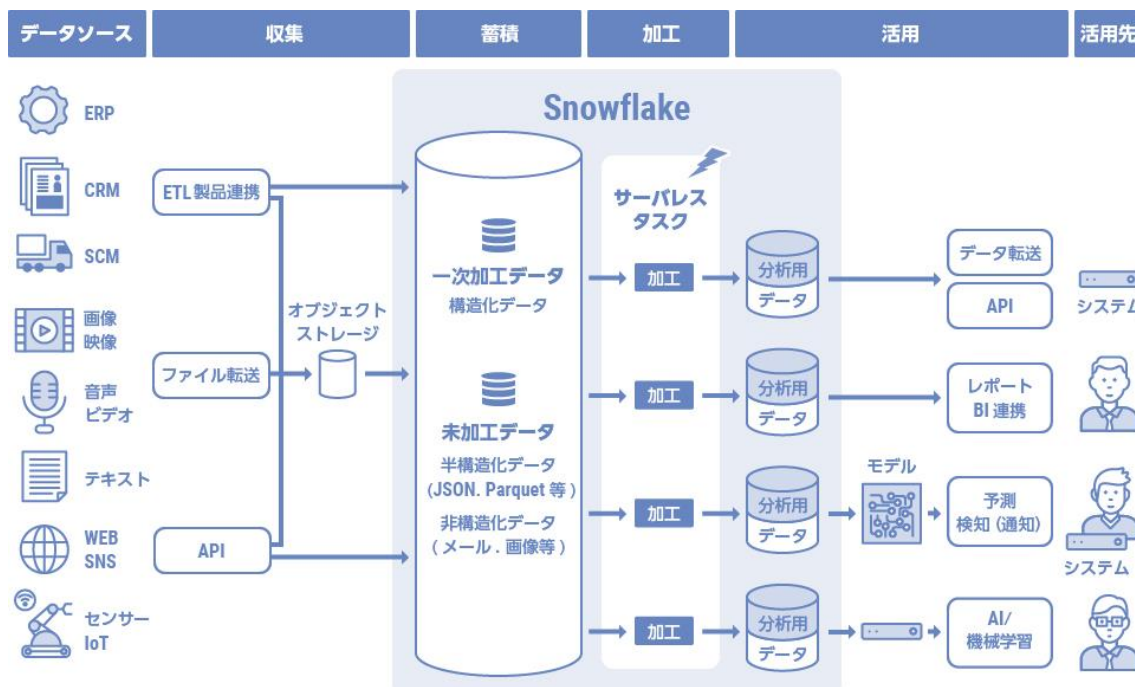 データソース
収集
蓄積
加工
活用
活用先
ERP
CRM
SCM
画像
映像
音声
ビデオ
テキスト
WEB
SNS
センサー
IoT
ETL製品連携
ファイル転送
API
オブジェクト
ストレージ
Snowflake
一次加工データ
構造化データ
未加工データ
半構造化データ
(JSON. Parquet 等)
非構造化データ
(メール . 画像等)
サーバレス
タスク
加工
加工
加工
加工
分析用
データ
分析用
データ
分析用
データ
分析用
データ
モデル
データ転送
API
レポート
BI 連携
予測
検知 (通知)
AI/
機械学習
システム
システム